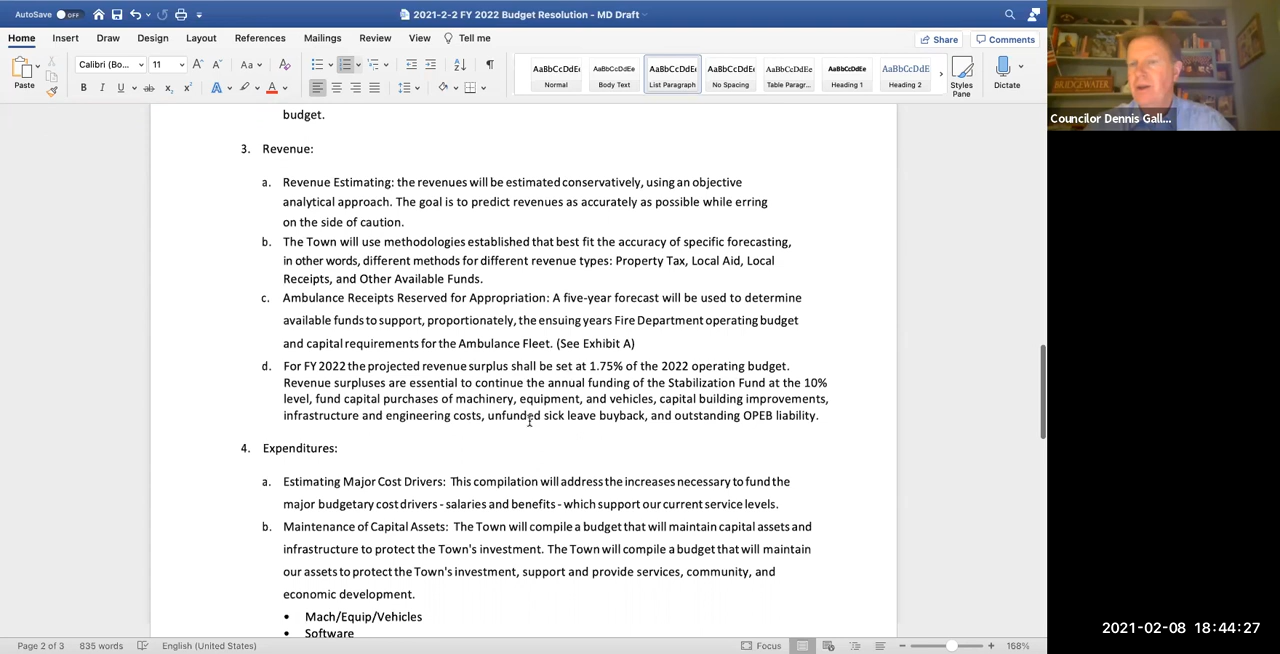 AutoSave OFF
2021-2-2 FY 2022 Budget Resolution - MD Draft
Home Insert Draw Design Layout References Mailings Review View Tell me
Share Comments
Paste
Calibri (Bo... 11
AaBbCcDdEe AaBbCcDdEe AaBbCcDdEe AaBbCcDdEe AaBbCcDdEe AaBbCcDdEe AaBbCcDdEe
Normal Body Text List Paragraph No Spacing Table Paragr... Heading 1 Heading 2
Styles Pane
Dictate
budget.
3. Revenue:
a. Revenue Estimating: the revenues will be estimated conservatively, using an objective
analytical approach. The goal is to predict revenues as accurately as possible while erring
on the side of caution.
b. The Town will use methodologies established that best fit the accuracy of specific forecasting,
in other words, different methods for different revenue types: Property Tax, Local Aid, Local
Receipts, and Other Available Funds.
c. Ambulance Receipts Reserved for Appropriation: A five-year forecast will be used to determine
available funds to support, proportionately, the ensuing years Fire Department operating budget
and capital requirements for the Ambulance Fleet. (See Exhibit A)
d. For FY 2022 the projected revenue surplus shall be set at 1.75% of the 2022 operating budget.
Revenue surpluses are essential to continue the annual funding of the Stabilization Fund at the 10%
level, fund capital purchases of machinery, equipment, and vehicles, capital building improvements,
infrastructure and engineering costs, unfunded sick leave buyback, and outstanding OPEB liability.
4. Expenditures:
a. Estimating Major Cost Drivers: This compilation will address the increases necessary to fund the
major budgetary cost drivers - salaries and benefits - which support our current service levels.
b. Maintenance of Capital Assets: The Town will compile a budget that will maintain capital assets and
infrastructure to protect the Town's investment. The Town will compile a budget that will maintain
our assets to protect the Town's investment, support and provide services, community, and
economic development.
• Mach/Equip/Vehicles
• Software
Page 2 of 3 835 words English (United States) Focus 168%
BRIDGEWATER
Councilor Dennis Gall...
2021-02-08 18:44:27